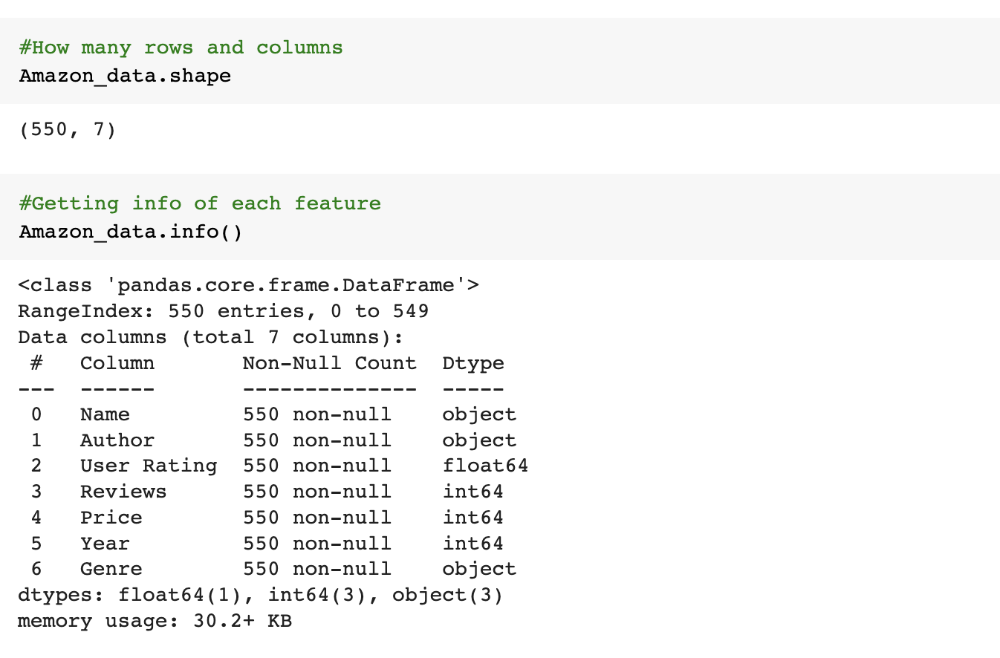 #How many rows and columns
Amazon_data.shape
(550, 7)
#Getting info of each feature
Amazon_data.info()
<class 'pandas.core.frame.DataFrame'>
RangeIndex: 550 entries, 0 to 549
Data columns (total 7 columns):
 #   Column       Non-Null Count  Dtype
---  ------       --------------  -----
 0   Name         550 non-null    object
 1   Author       550 non-null    object
 2   User Rating  550 non-null    float64
 3   Reviews      550 non-null    int64
 4   Price        550 non-null    int64
 5   Year         550 non-null    int64
 6   Genre        550 non-null    object
dtypes: float64(1), int64(3), object(3)
memory usage: 30.2+ KB